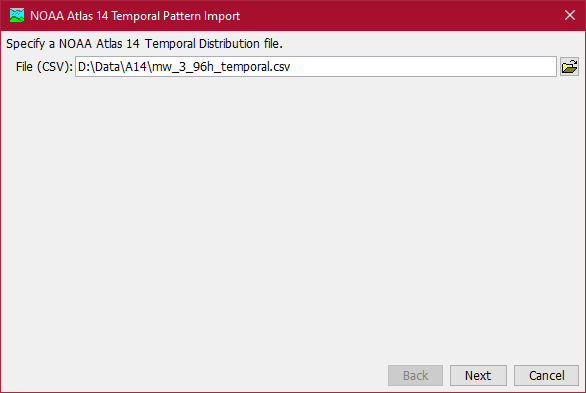 NOAA Atlas 14 Temporal Pattern Import
Specify a NOAA Atlas 14 Temporal Distribution file.
File (CSV): D:\Data\A14\mw_3_96h_temporal.csv
Back Next Cancel